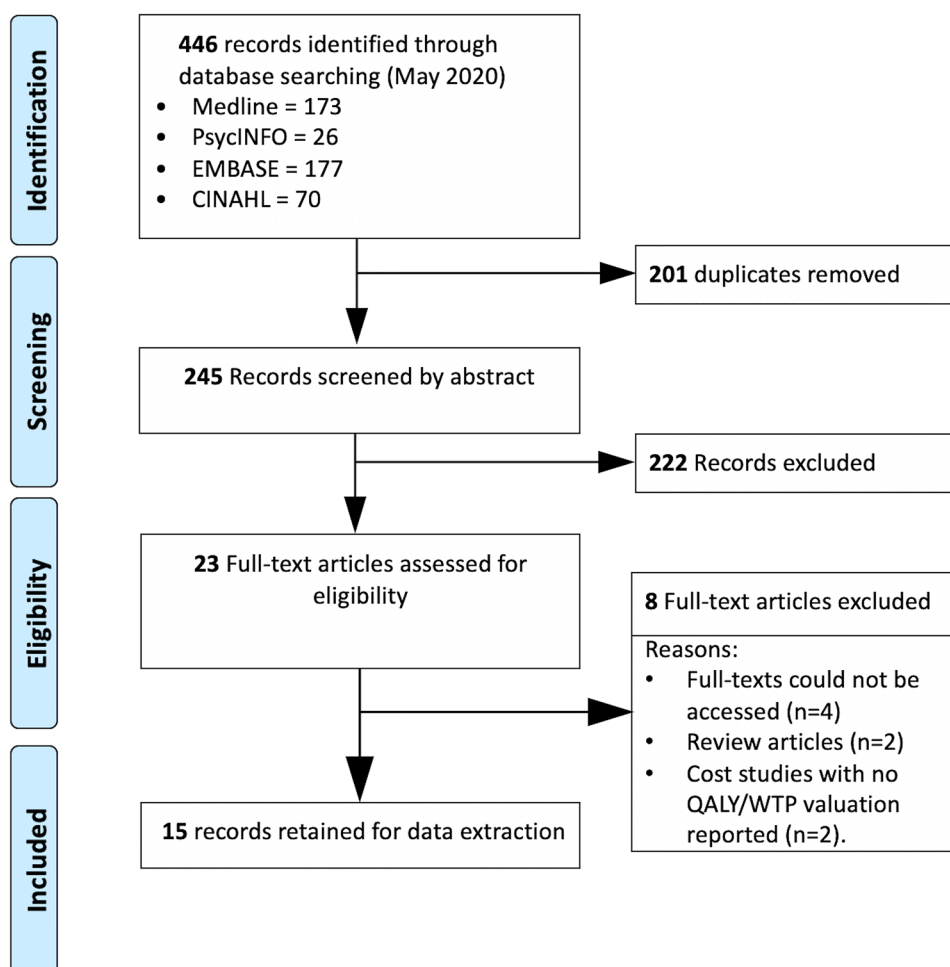 Identification
446 records identified through
database searching (May 2020)
• Medline = 173
• PsycINFO = 26
• EMBASE = 177
• CINAHL = 70
201 duplicates removed
Screening
245 Records screened by abstract
222 Records excluded
Eligibility
23 Full-text articles assessed for
eligibility
8 Full-text articles excluded
Reasons:
• Full-texts could not be
accessed (n=4)
• Review articles (n=2)
• Cost studies with no
QALY/WTP valuation
reported (n=2).
Included
15 records retained for data extraction